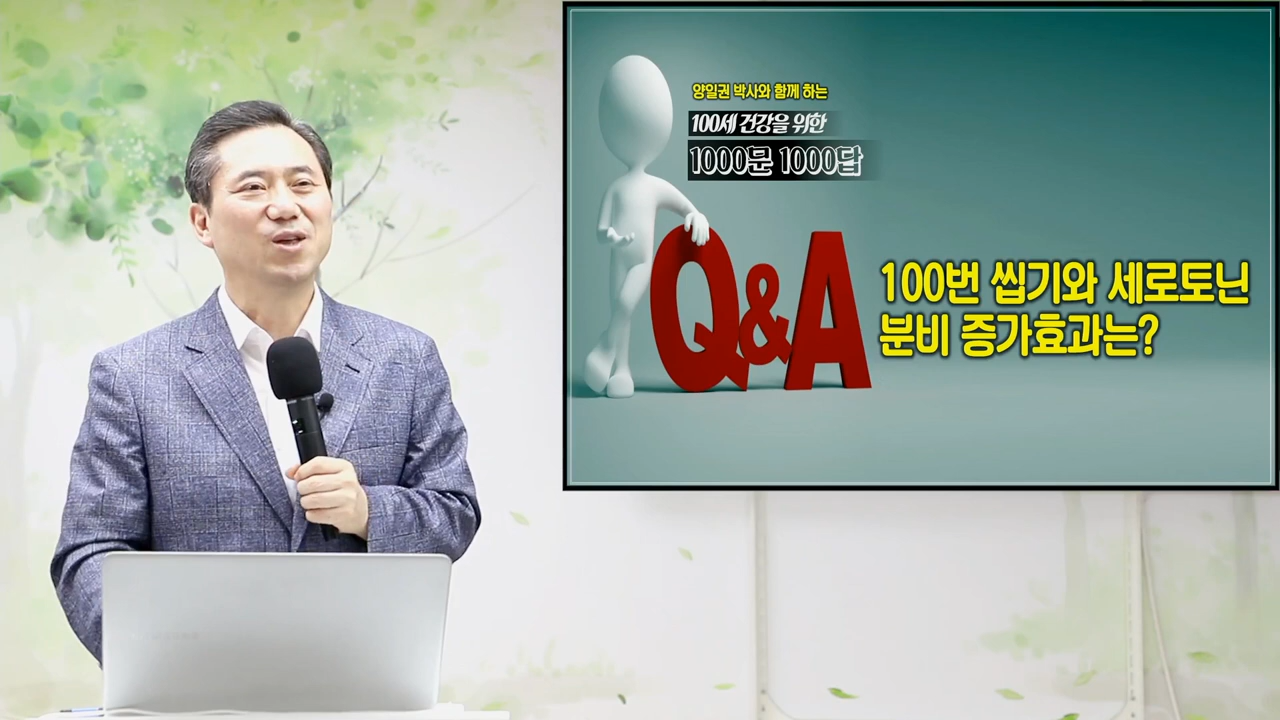 양일권 박사와 함께 하는
100세 건강을 위한
1000문 1000답
Q&A
100번 씹기와 세로토닌
분비 증가효과는?